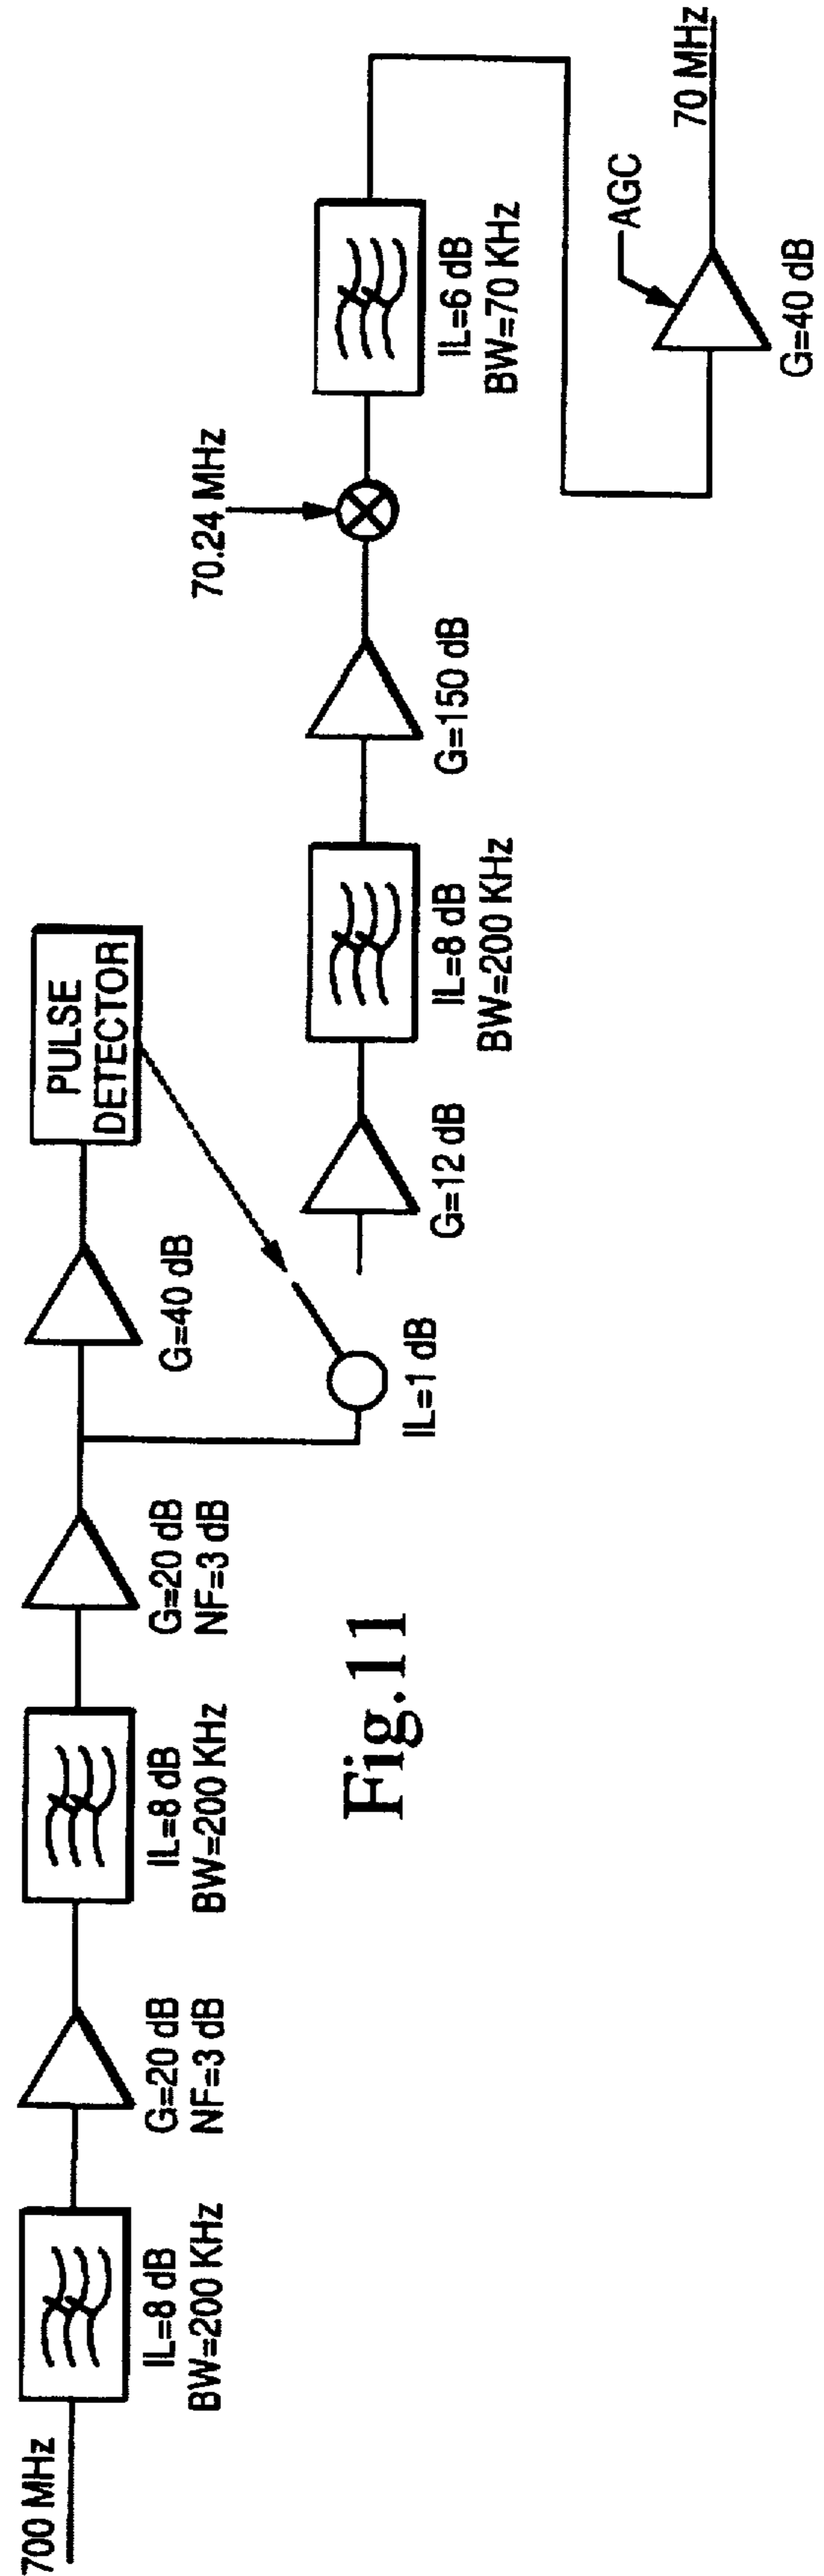 700 MHz
IL=8 dB
BW=200 KHz
G=20 dB
NF=3 dB
IL=8 dB
BW=200 KHz
G=20 dB
NF=3 dB
G=40 dB
PULSE
DETECTOR
IL=1 dB
G=12 dB
IL=8 dB
BW=200 KHz
G=150 dB
70.24 MHz
IL=6 dB
BW=70 KHz
AGC
G=40 dB
70 MHz
Fig.11